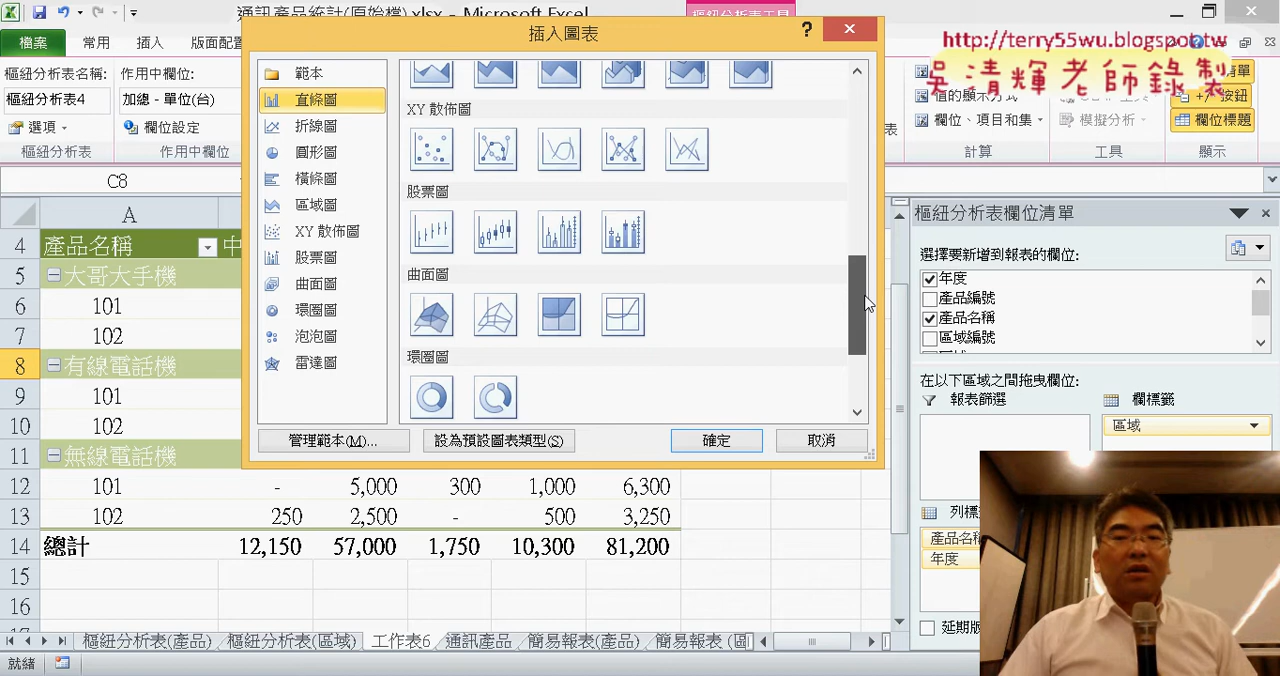 通訊產品統計(原始檔).xlsx - Microsoft Excel
樞紐分析表工具
檔案
常用
插入
版面配置
http://terry55wu.blogspot.tw
吳清輝老師錄製
樞紐分析表名稱:
樞紐分析表4
選項
樞紐分析表
作用中欄位:
加總 - 單位(台)
欄位設定
作用中欄位
值的顯示方式
欄位、項目和集
計算
模擬分析
工具
清單
+/- 按鈕
欄位標題
顯示
C8
插入圖表
?
範本
直條圖
折線圖
圓形圖
橫條圖
區域圖
XY 散佈圖
股票圖
曲面圖
環圈圖
泡泡圖
雷達圖
XY 散佈圖
股票圖
曲面圖
環圈圖
管理範本(M)...
設為預設圖表類型(S)
確定
取消
A
4 產品名稱 中
5 大哥大手機
6 101
7 102
8 有線電話機
9 101
10 102
11 無線電話機
12 101 - 5,000 300 1,000 6,300
13 102 250 2,500 - 500 3,250
14 總計 12,150 57,000 1,750 10,300 81,200
15
16
樞紐分析表欄位清單
選擇要新增到報表的欄位:
年度
產品編號
產品名稱
區域編號
在以下區域之間拖曳欄位:
報表篩選
欄標籤
區域
列標
產品名稱
年度
延期版
樞紐分析表(產品)
樞紐分析表(區域)
工作表6
通訊產品
簡易報表(產品)
簡易報表(區
就緒